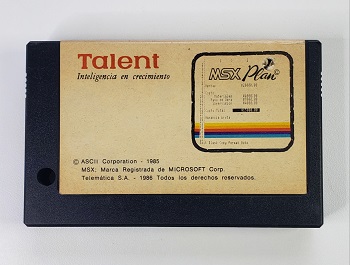 Talent
Inteligencia en crecimiento
MSX Plan©
© ASCII Corporation - 1985
MSX: Marca Registrada de MICROSOFT Corp.
Telemática S.A. - 1986 Todos los derechos reservados.